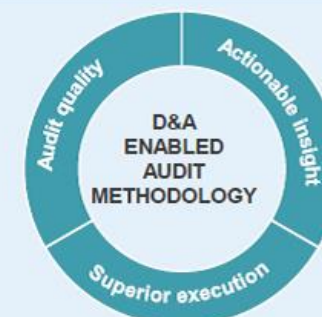 Audit quality
Actionable insight
D&A
ENABLED
AUDIT
METHODOLOGY
Superior execution